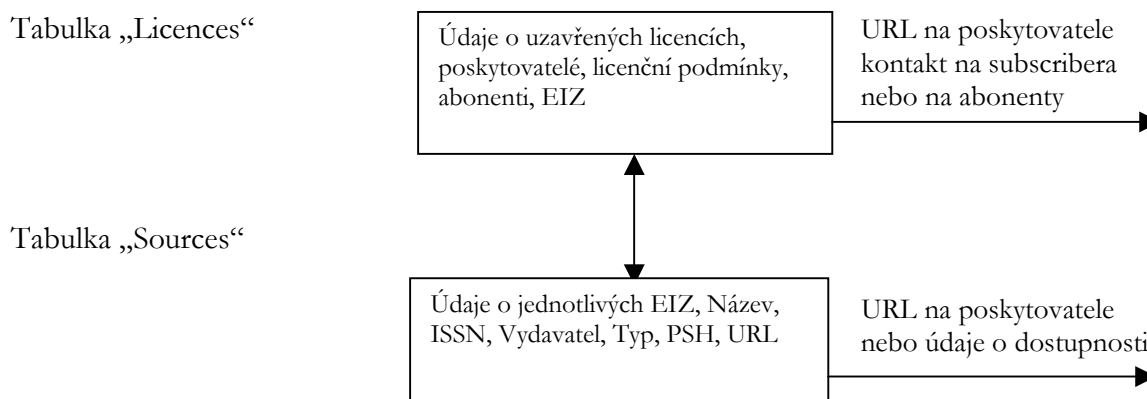 Tabulka „Licences“
Údaje o uzavřených licencích,
poskytovatelé, licenční podmínky,
abonenti, EIZ
URL na poskytovatele
kontakt na subscribera
nebo na abonenty
Tabulka „Sources“
Údaje o jednotlivých EIZ, Název,
ISSN, Vydavatel, Typ, PSH, URL
URL na poskytovatele
nebo údaje o dostupnosti